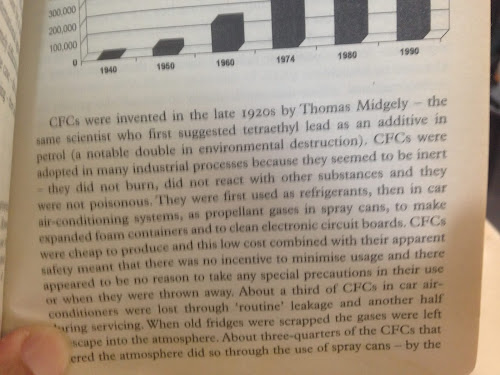 300,000
200,000
100,000
0
1940 1950 1960 1974 1980 1990
CFCs were invented in the late 1920s by Thomas Midgely – the
same scientist who first suggested tetraethyl lead as an additive in
petrol (a notable double in environmental destruction). CFCs were
adopted in many industrial processes because they seemed to be inert
– they did not burn, did not react with other substances and they
were not poisonous. They were first used as refrigerants, then in car
air-conditioning systems, as propellant gases in spray cans, to make
expanded foam containers and to clean electronic circuit boards. CFCs
were cheap to produce and this low cost combined with their apparent
safety meant that there was no incentive to minimise usage and there
appeared to be no reason to take any special precautions in their use
or when they were thrown away. About a third of CFCs in car air-
conditioners were lost through ‘routine’ leakage and another half
during servicing. When old fridges were scrapped the gases were left
scape into the atmosphere. About three-quarters of the CFCs that
ered the atmosphere did so through the use of spray cans – by the